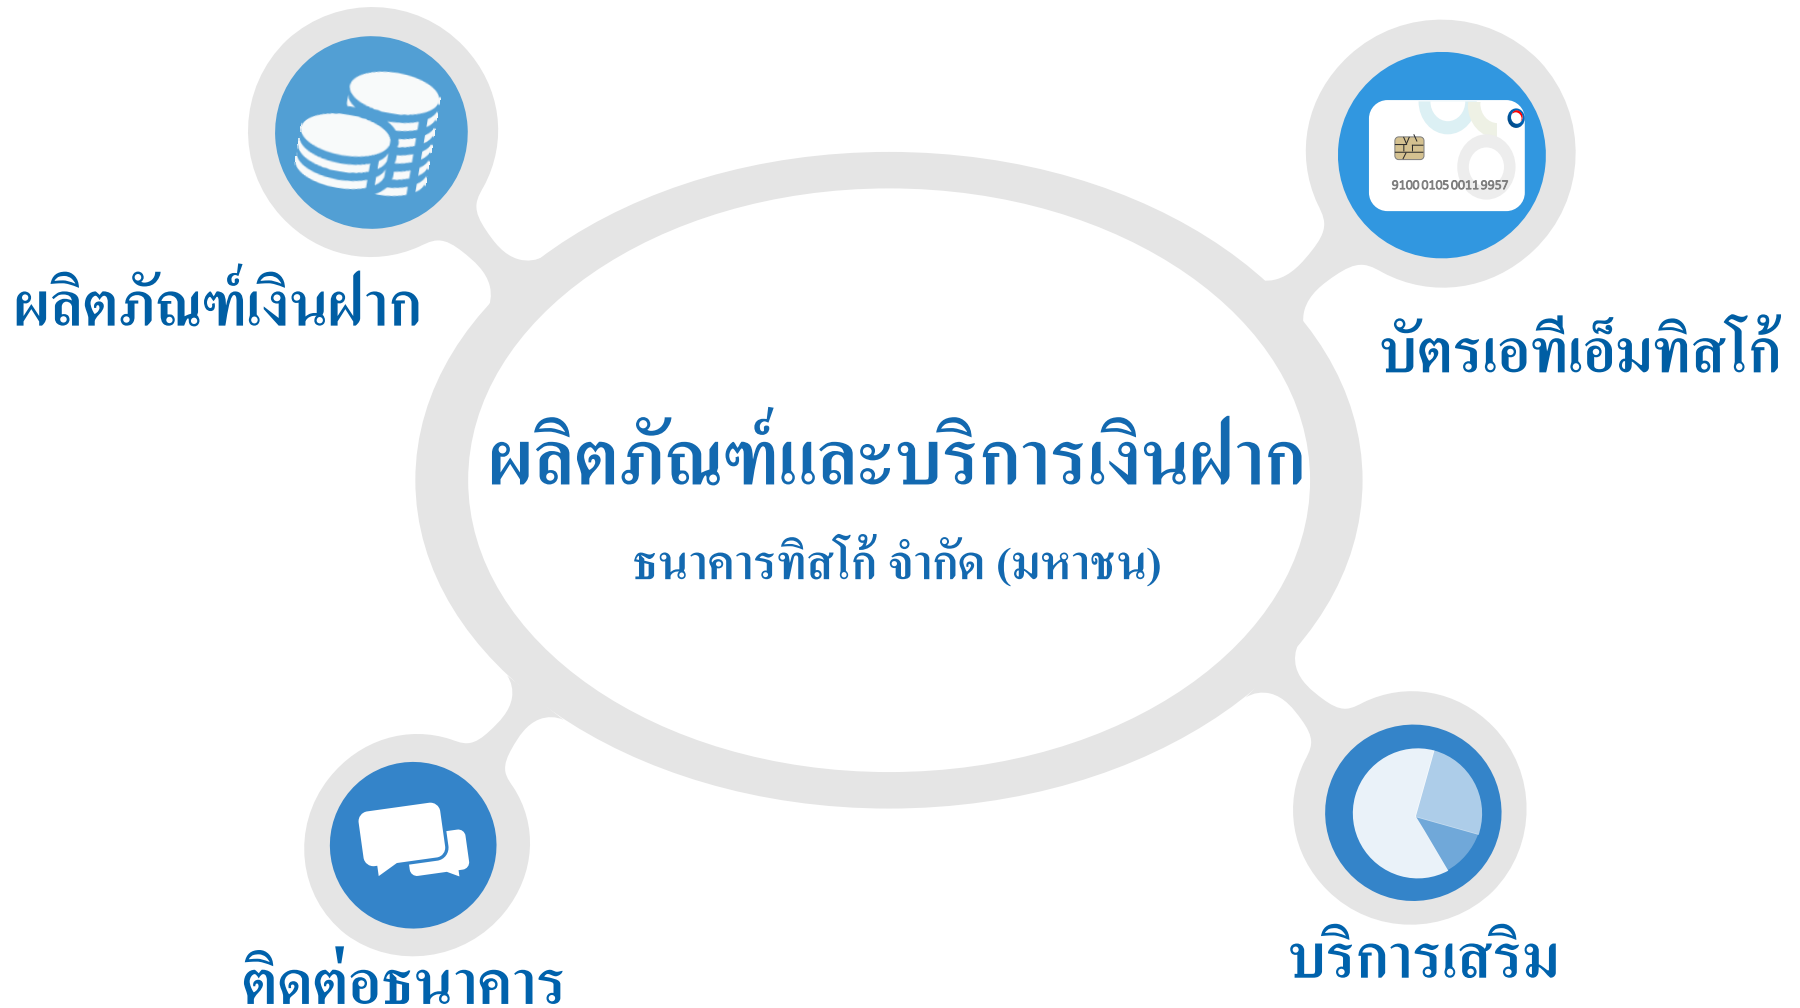 ผลิตภัณฑ์เงินฝาก
9100 0105 0011 9957
บัตรเอทีเอ็มทิสโก้
ผลิตภัณฑ์และบริการเงินฝาก
ธนาคารทิสโก้ จำกัด (มหาชน)
ติดต่อธนาคาร
บริการเสริม